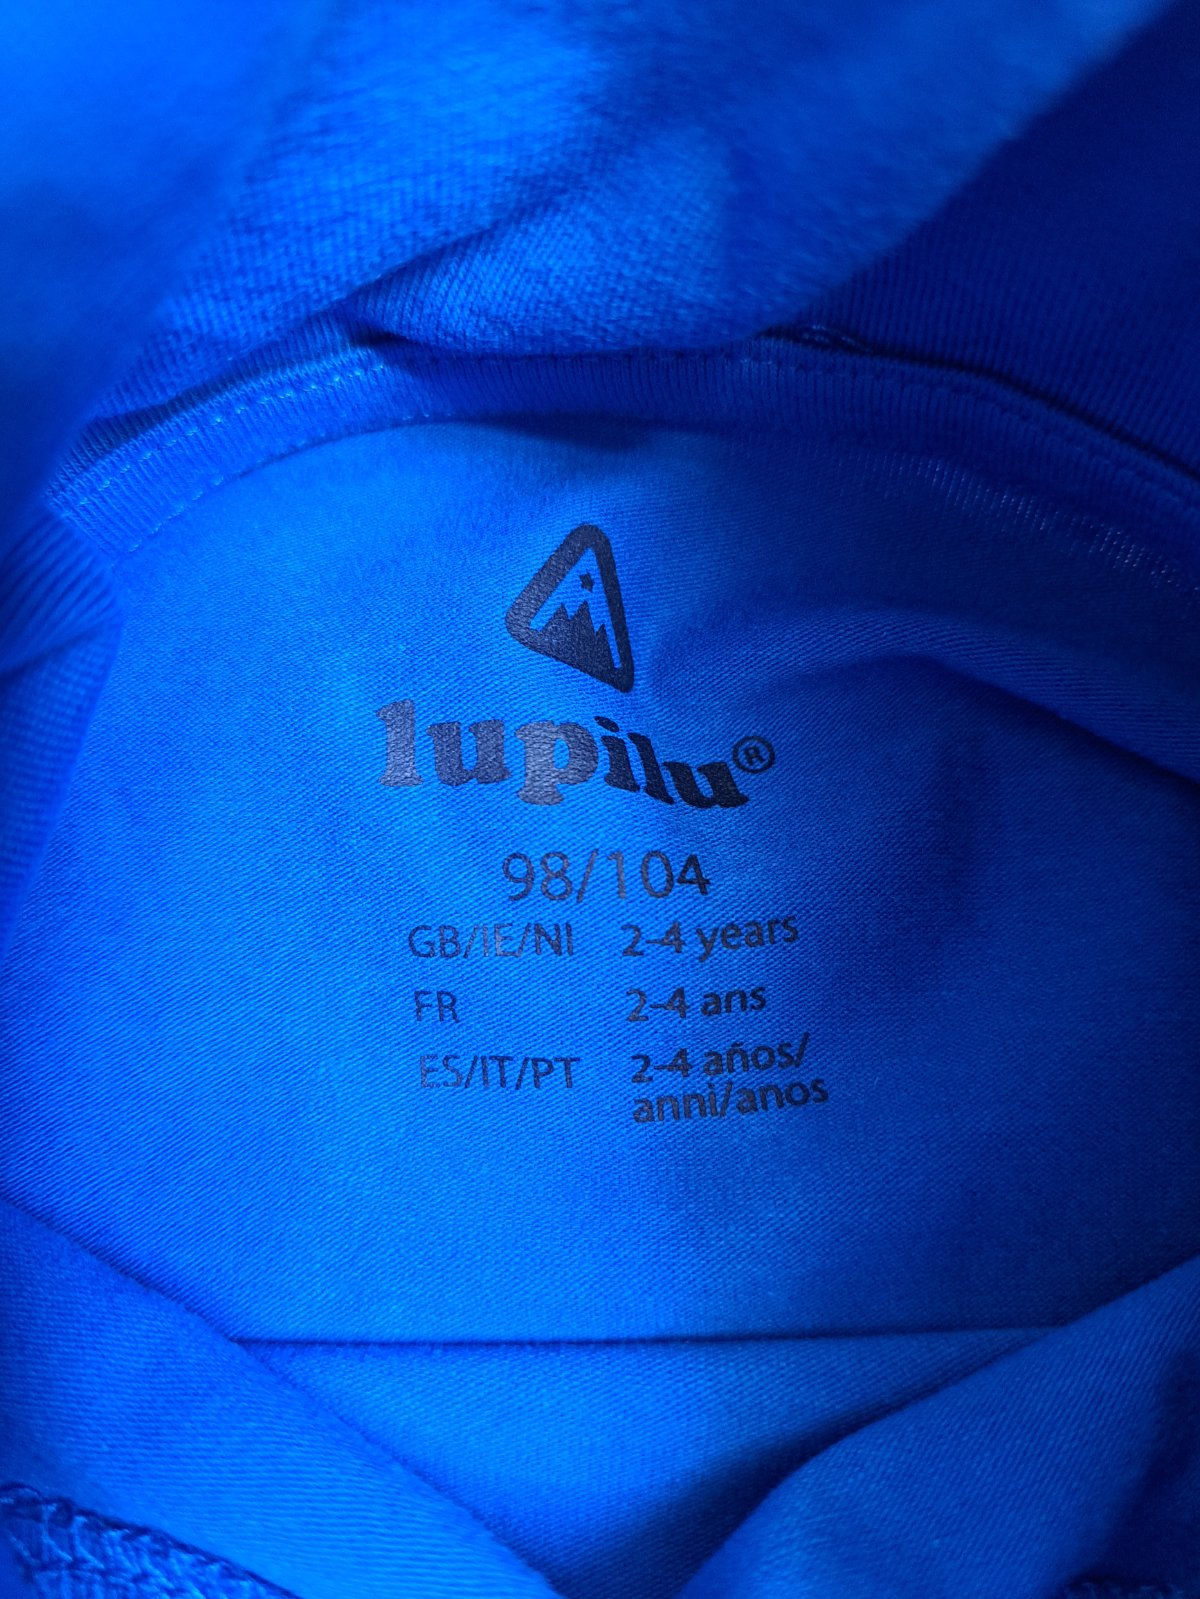 lupilu®
98/104
GB/IE/NI 2-4 years
FR 2-4 ans
ES/IT/PT 2-4 años/
anni/anos